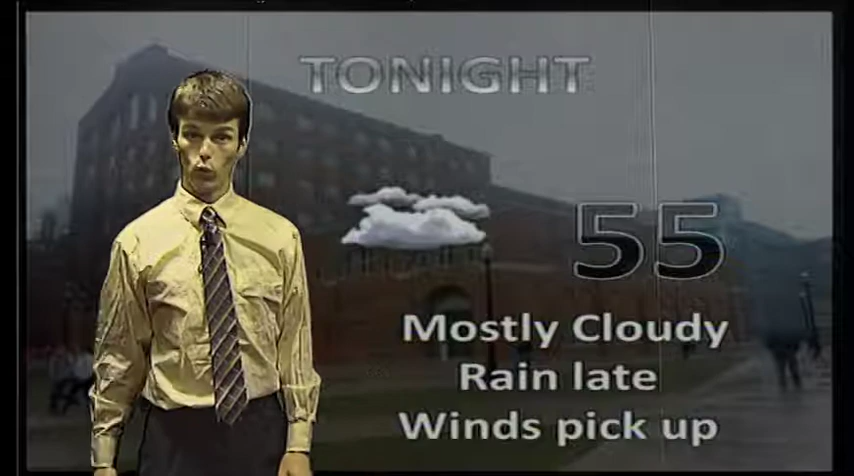 TONIGHT
55
Mostly Cloudy
Rain late
Winds pick up